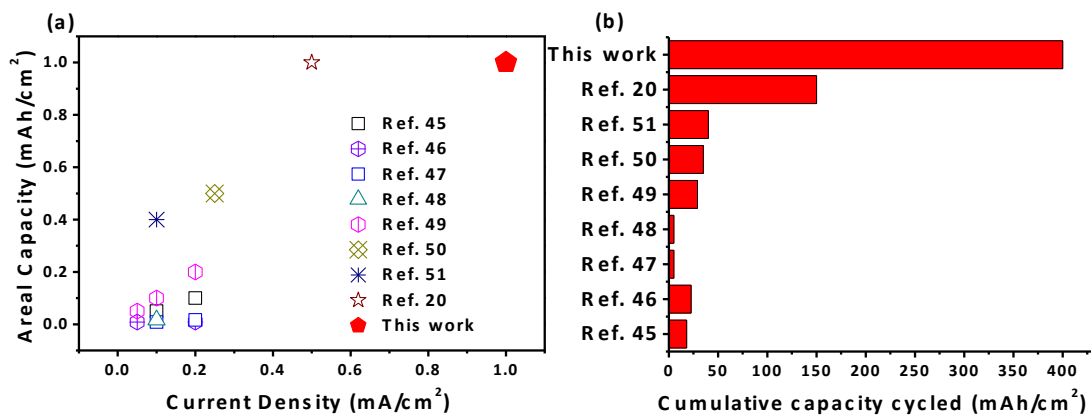 (a)
Areal Capacity (mAh/cm²)
1.0
0.8
0.6
0.4
0.2
0.0
Ref. 45
Ref. 46
Ref. 47
Ref. 48
Ref. 49
Ref. 50
Ref. 51
Ref. 20
This work
0.0 0.2 0.4 0.6 0.8 1.0
Current Density (mA/cm²)
(b)
This work
Ref. 20
Ref. 51
Ref. 50
Ref. 49
Ref. 48
Ref. 47
Ref. 46
Ref. 45
0 50 100 150 200 250 300 350 400
Cumulative capacity cycled (mAh/cm²)